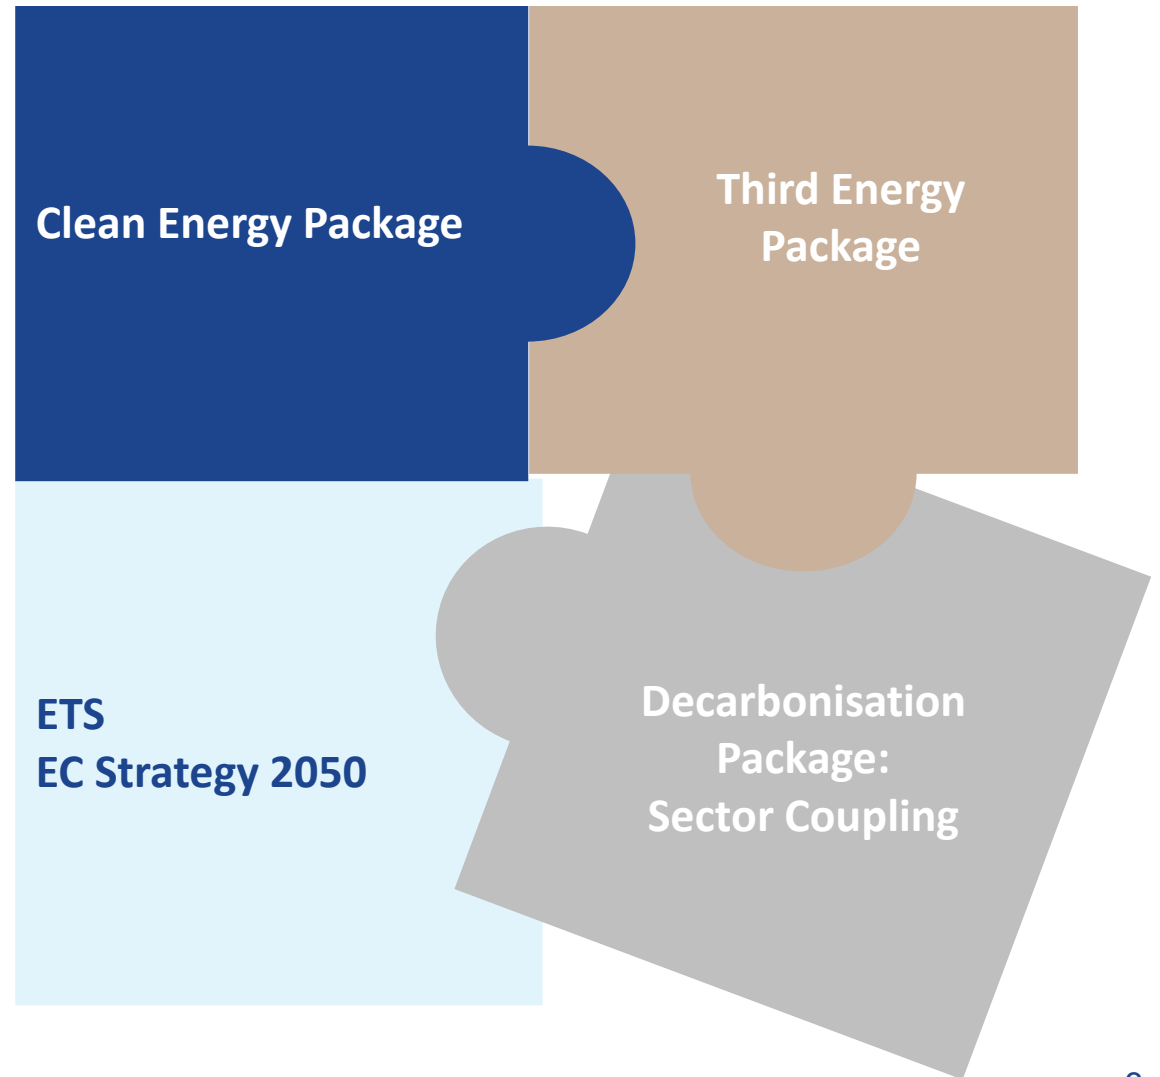 Clean Energy Package
Third Energy
Package
ETS
EC Strategy 2050
Decarbonisation
Package:
Sector Coupling